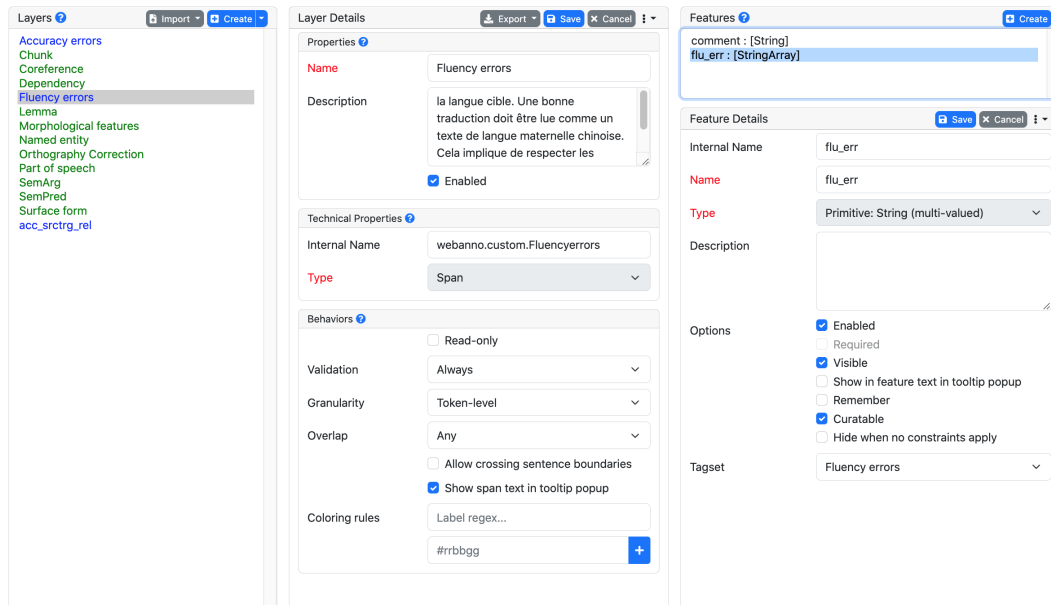 Layers
Import
Create
Accuracy errors
Chunk
Coreference
Dependency
Fluency errors
Lemma
Morphological features
Named entity
Orthography Correction
Part of speech
SemArg
SemPred
Surface form
acc_srctrg_rel
Layer Details
Export
Save
Cancel
Properties
Name
Fluency errors
Description
la langue cible. Une bonne
traduction doit être lue comme un
texte de langue maternelle chinoise.
Cela implique de respecter les
Enabled
Technical Properties
Internal Name
webanno.custom.Fluencyerrors
Type
Span
Behaviors
Read-only
Validation
Always
Granularity
Token-level
Overlap
Any
Allow crossing sentence boundaries
Show span text in tooltip popup
Coloring rules
Label regex...
#rrbbgg
Features
Create
comment : [String]
flu_err : [StringArray]
Feature Details
Save
Cancel
Internal Name
flu_err
Name
flu_err
Type
Primitive: String (multi-valued)
Description
Options
Enabled
Required
Visible
Show in feature text in tooltip popup
Remember
Curatable
Hide when no constraints apply
Tagset
Fluency errors